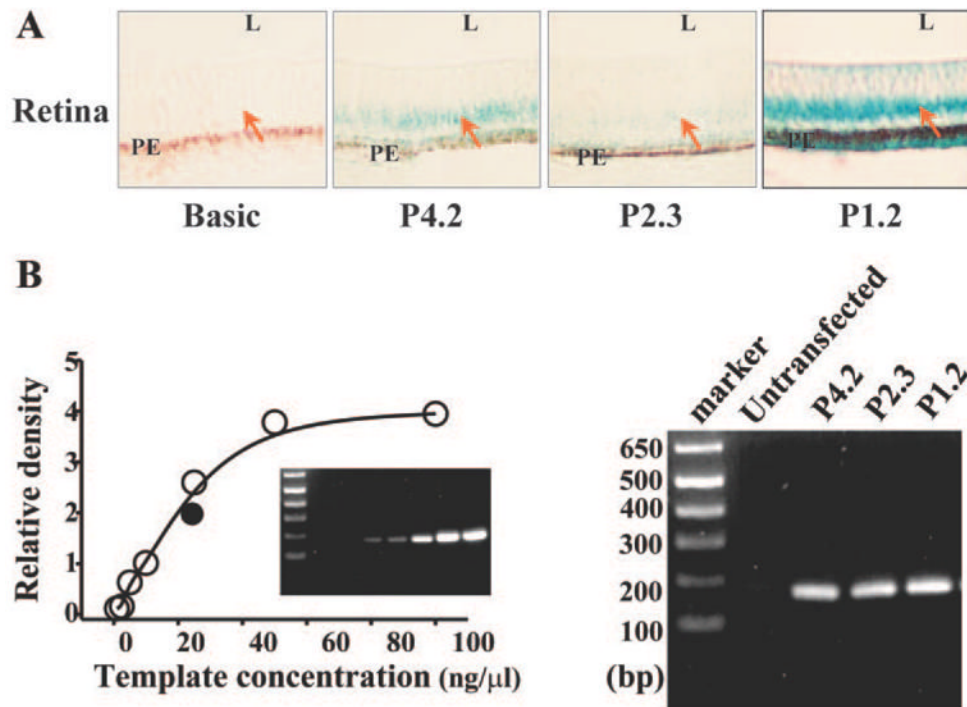 A
L
L
L
L
Retina
PE
PE
PE
PE
Basic
P4.2
P2.3
P1.2
B
Relative density
5
4
3
2
1
0
0
20
40
60
80
100
Template concentration (ng/μl)
marker
Untransfected
P4.2
P2.3
P1.2
650
500
400
300
200
100
(bp)